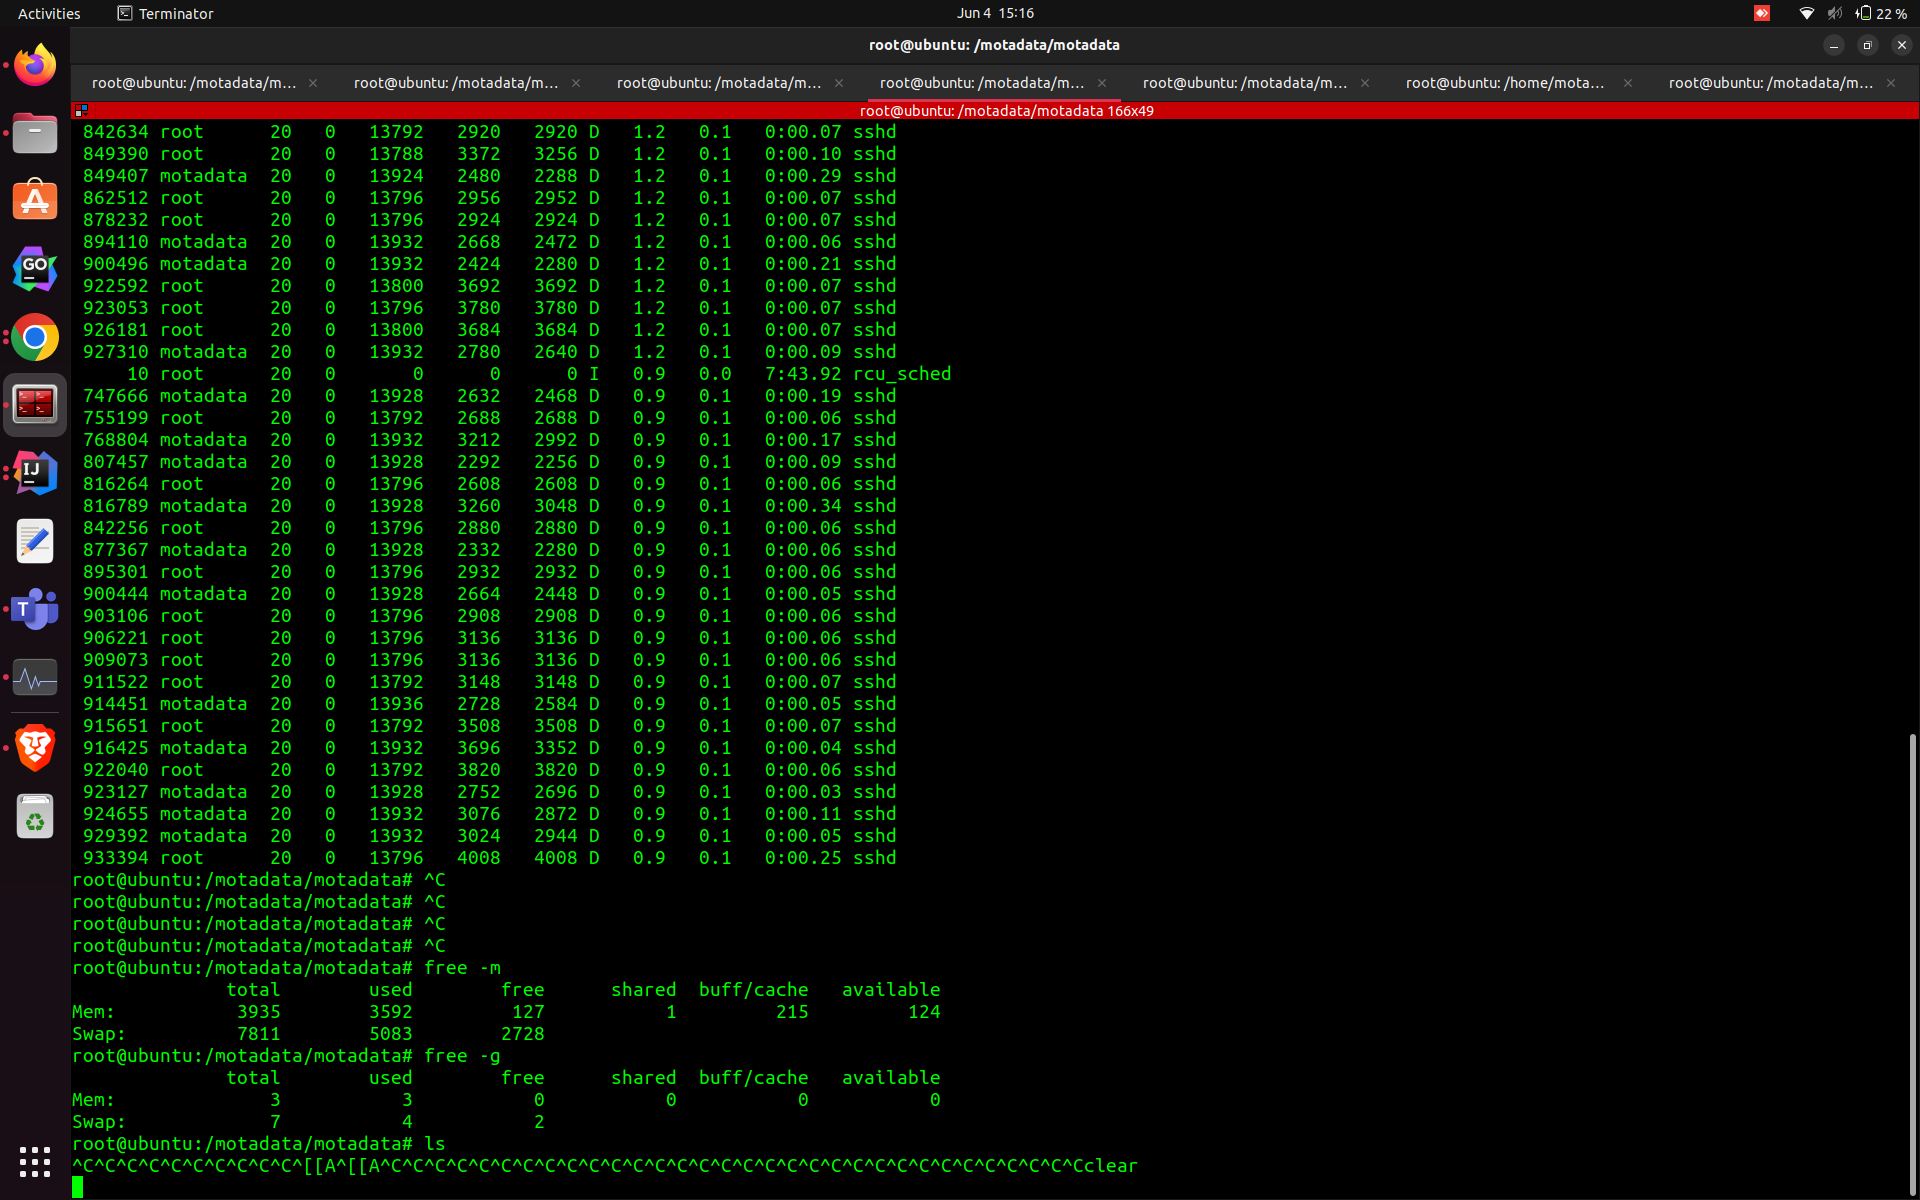 Activities Terminator Jun 4 15:16 22 %
root@ubuntu: /motadata/motadata
root@ubuntu: /motadata/m... root@ubuntu: /motadata/m... root@ubuntu: /motadata/m... root@ubuntu: /motadata/m... root@ubuntu: /motadata/m... root@ubuntu: /home/mota... root@ubuntu: /motadata/m...
root@ubuntu: /motadata/motadata 166x49
842634 root 20 0 13792 2920 2920 D 1.2 0.1 0:00.07 sshd
849390 root 20 0 13788 3372 3256 D 1.2 0.1 0:00.10 sshd
849407 motadata 20 0 13924 2480 2288 D 1.2 0.1 0:00.29 sshd
862512 root 20 0 13796 2956 2952 D 1.2 0.1 0:00.07 sshd
878232 root 20 0 13796 2924 2924 D 1.2 0.1 0:00.07 sshd
894110 motadata 20 0 13932 2668 2472 D 1.2 0.1 0:00.06 sshd
900496 motadata 20 0 13932 2424 2280 D 1.2 0.1 0:00.21 sshd
922592 root 20 0 13800 3692 3692 D 1.2 0.1 0:00.07 sshd
923053 root 20 0 13796 3780 3780 D 1.2 0.1 0:00.07 sshd
926181 root 20 0 13800 3684 3684 D 1.2 0.1 0:00.07 sshd
927310 motadata 20 0 13932 2780 2640 D 1.2 0.1 0:00.09 sshd
10 root 20 0 0 0 0 I 0.9 0.0 7:43.92 rcu_sched
747666 motadata 20 0 13928 2632 2468 D 0.9 0.1 0:00.19 sshd
755199 root 20 0 13792 2688 2688 D 0.9 0.1 0:00.06 sshd
768804 motadata 20 0 13932 3212 2992 D 0.9 0.1 0:00.17 sshd
807457 motadata 20 0 13928 2292 2256 D 0.9 0.1 0:00.09 sshd
816264 root 20 0 13796 2608 2608 D 0.9 0.1 0:00.06 sshd
816789 motadata 20 0 13928 3260 3048 D 0.9 0.1 0:00.34 sshd
842256 root 20 0 13796 2880 2880 D 0.9 0.1 0:00.06 sshd
877367 motadata 20 0 13928 2332 2280 D 0.9 0.1 0:00.06 sshd
895301 root 20 0 13796 2932 2932 D 0.9 0.1 0:00.06 sshd
900444 motadata 20 0 13928 2664 2448 D 0.9 0.1 0:00.05 sshd
903106 root 20 0 13796 2908 2908 D 0.9 0.1 0:00.06 sshd
906221 root 20 0 13796 3136 3136 D 0.9 0.1 0:00.06 sshd
909073 root 20 0 13796 3136 3136 D 0.9 0.1 0:00.06 sshd
911522 root 20 0 13792 3148 3148 D 0.9 0.1 0:00.07 sshd
914451 motadata 20 0 13936 2728 2584 D 0.9 0.1 0:00.05 sshd
915651 root 20 0 13792 3508 3508 D 0.9 0.1 0:00.07 sshd
916425 motadata 20 0 13932 3696 3352 D 0.9 0.1 0:00.04 sshd
922040 root 20 0 13792 3820 3820 D 0.9 0.1 0:00.06 sshd
923127 motadata 20 0 13928 2752 2696 D 0.9 0.1 0:00.03 sshd
924655 motadata 20 0 13932 3076 2872 D 0.9 0.1 0:00.11 sshd
929392 motadata 20 0 13932 3024 2944 D 0.9 0.1 0:00.05 sshd
933394 root 20 0 13796 4008 4008 D 0.9 0.1 0:00.25 sshd
root@ubuntu:/motadata/motadata# ^C
root@ubuntu:/motadata/motadata# ^C
root@ubuntu:/motadata/motadata# ^C
root@ubuntu:/motadata/motadata# ^C
root@ubuntu:/motadata/motadata# free -m
total used free shared buff/cache available
Mem: 3935 3592 127 1 215 124
Swap: 7811 5083 2728
root@ubuntu:/motadata/motadata# free -g
total used free shared buff/cache available
Mem: 3 3 0 0 0 0
Swap: 7 4 2
root@ubuntu:/motadata/motadata# ls
^C^C^C^C^C^C^C^C^C^C^[[A^[[A^C^C^C^C^C^C^C^C^C^C^C^C^C^C^C^C^C^C^C^C^C^C^C^C^C^C^C^C^C^C^C^Cclear